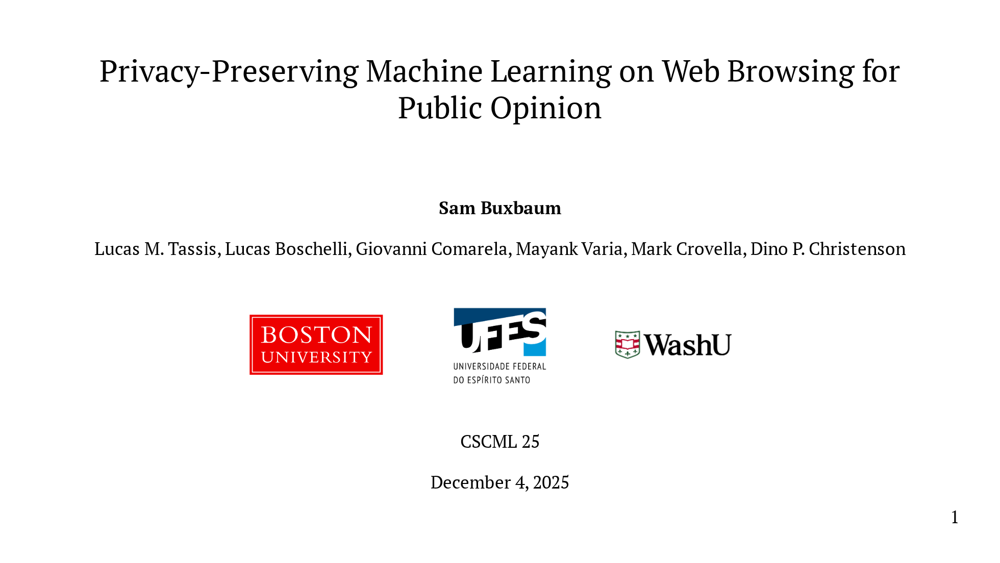 Privacy-Preserving Machine Learning on Web Browsing for
Public Opinion
Sam Buxbaum
Lucas M. Tassis, Lucas Boschelli, Giovanni Comarela, Mayank Varia, Mark Crovella, Dino P. Christenson
BOSTON
UNIVERSITY
UFES
UNIVERSIDADE FEDERAL
DO ESPÍRITO SANTO
WashU
CSCML 25
December 4, 2025
1